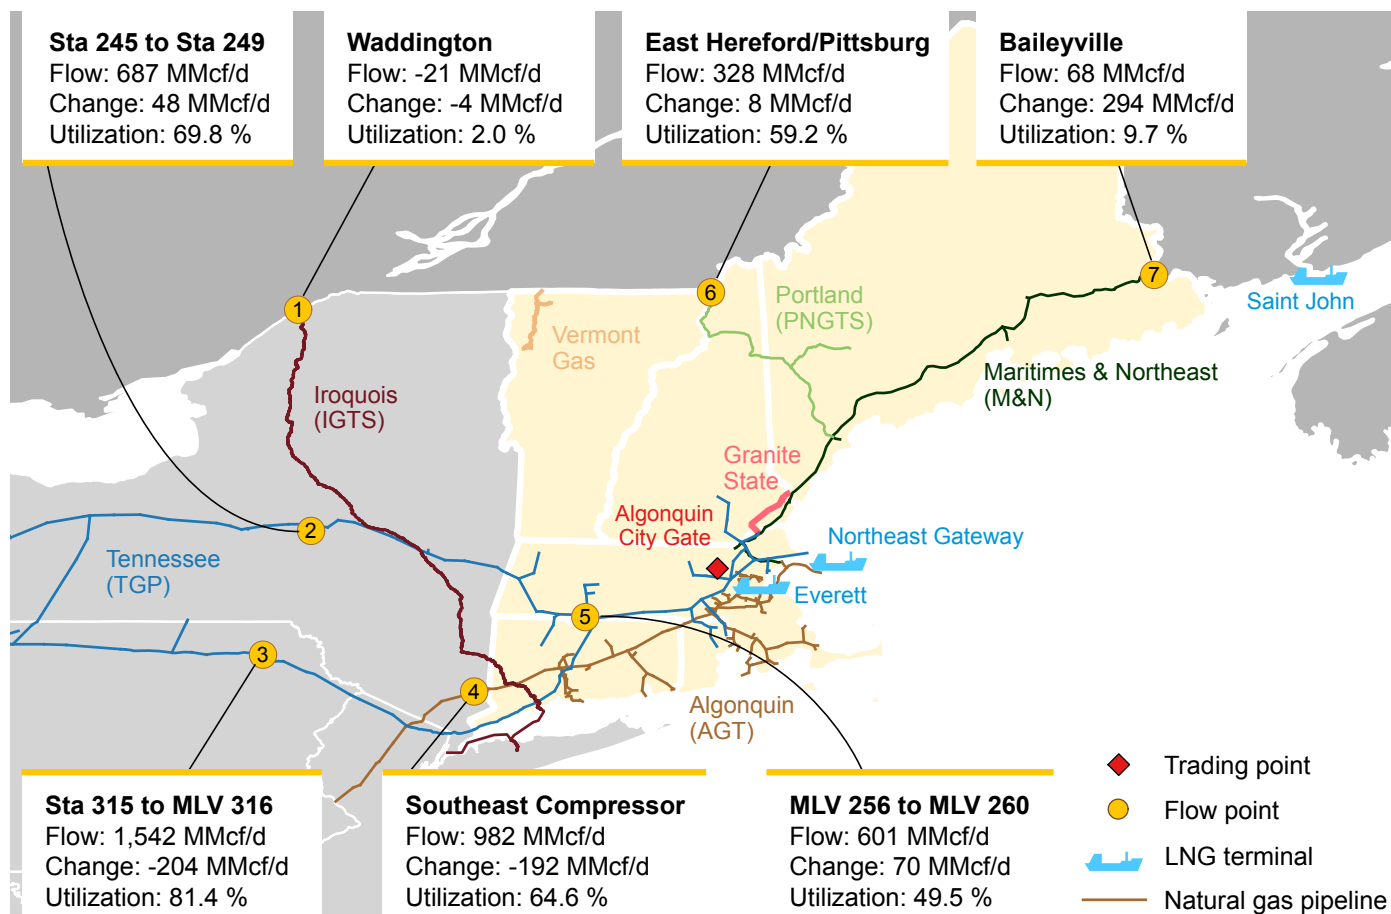 Sta 245 to Sta 249
Flow: 687 MMcf/d
Change: 48 MMcf/d
Utilization: 69.8 %
Waddington
Flow: -21 MMcf/d
Change: -4 MMcf/d
Utilization: 2.0 %
East Hereford/Pittsburg
Flow: 328 MMcf/d
Change: 8 MMcf/d
Utilization: 59.2 %
Baileyville
Flow: 68 MMcf/d
Change: 294 MMcf/d
Utilization: 9.7 %
7
6
1
Saint John
Portland
(PNGTS)
Vermont
Gas
Maritimes & Northeast
(M&N)
Iroquois
(IGTS)
Granite
State
Algonquin
City Gate
2
Northeast Gateway
Tennessee
(TGP)
Everett
5
3
4
Algonquin
(AGT)
Sta 315 to MLV 316
Flow: 1,542 MMcf/d
Change: -204 MMcf/d
Utilization: 81.4 %
Southeast Compressor
Flow: 982 MMcf/d
Change: -192 MMcf/d
Utilization: 64.6 %
MLV 256 to MLV 260
Flow: 601 MMcf/d
Change: 70 MMcf/d
Utilization: 49.5 %
Trading point
Flow point
LNG terminal
Natural gas pipeline